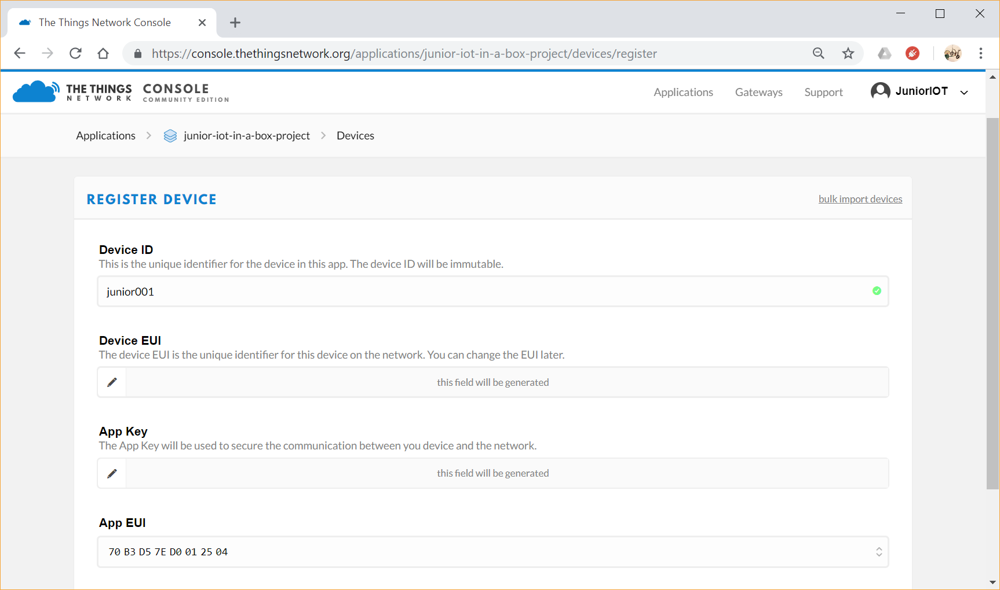 The Things Network Console
https://console.thethingsnetwork.org/applications/junior-iot-in-a-box-project/devices/register
THE THINGS NETWORK CONSOLE COMMUNITY EDITION
Applications Gateways Support JuniorIOT
Applications junior-iot-in-a-box-project Devices
REGISTER DEVICE bulk import devices
Device ID
This is the unique identifier for the device in this app. The device ID will be immutable.
junior001
Device EUI
The device EUI is the unique identifier for this device on the network. You can change the EUI later.
this field will be generated
App Key
The App Key will be used to secure the communication between you device and the network.
this field will be generated
App EUI
70 B3 D5 7E D0 01 25 04